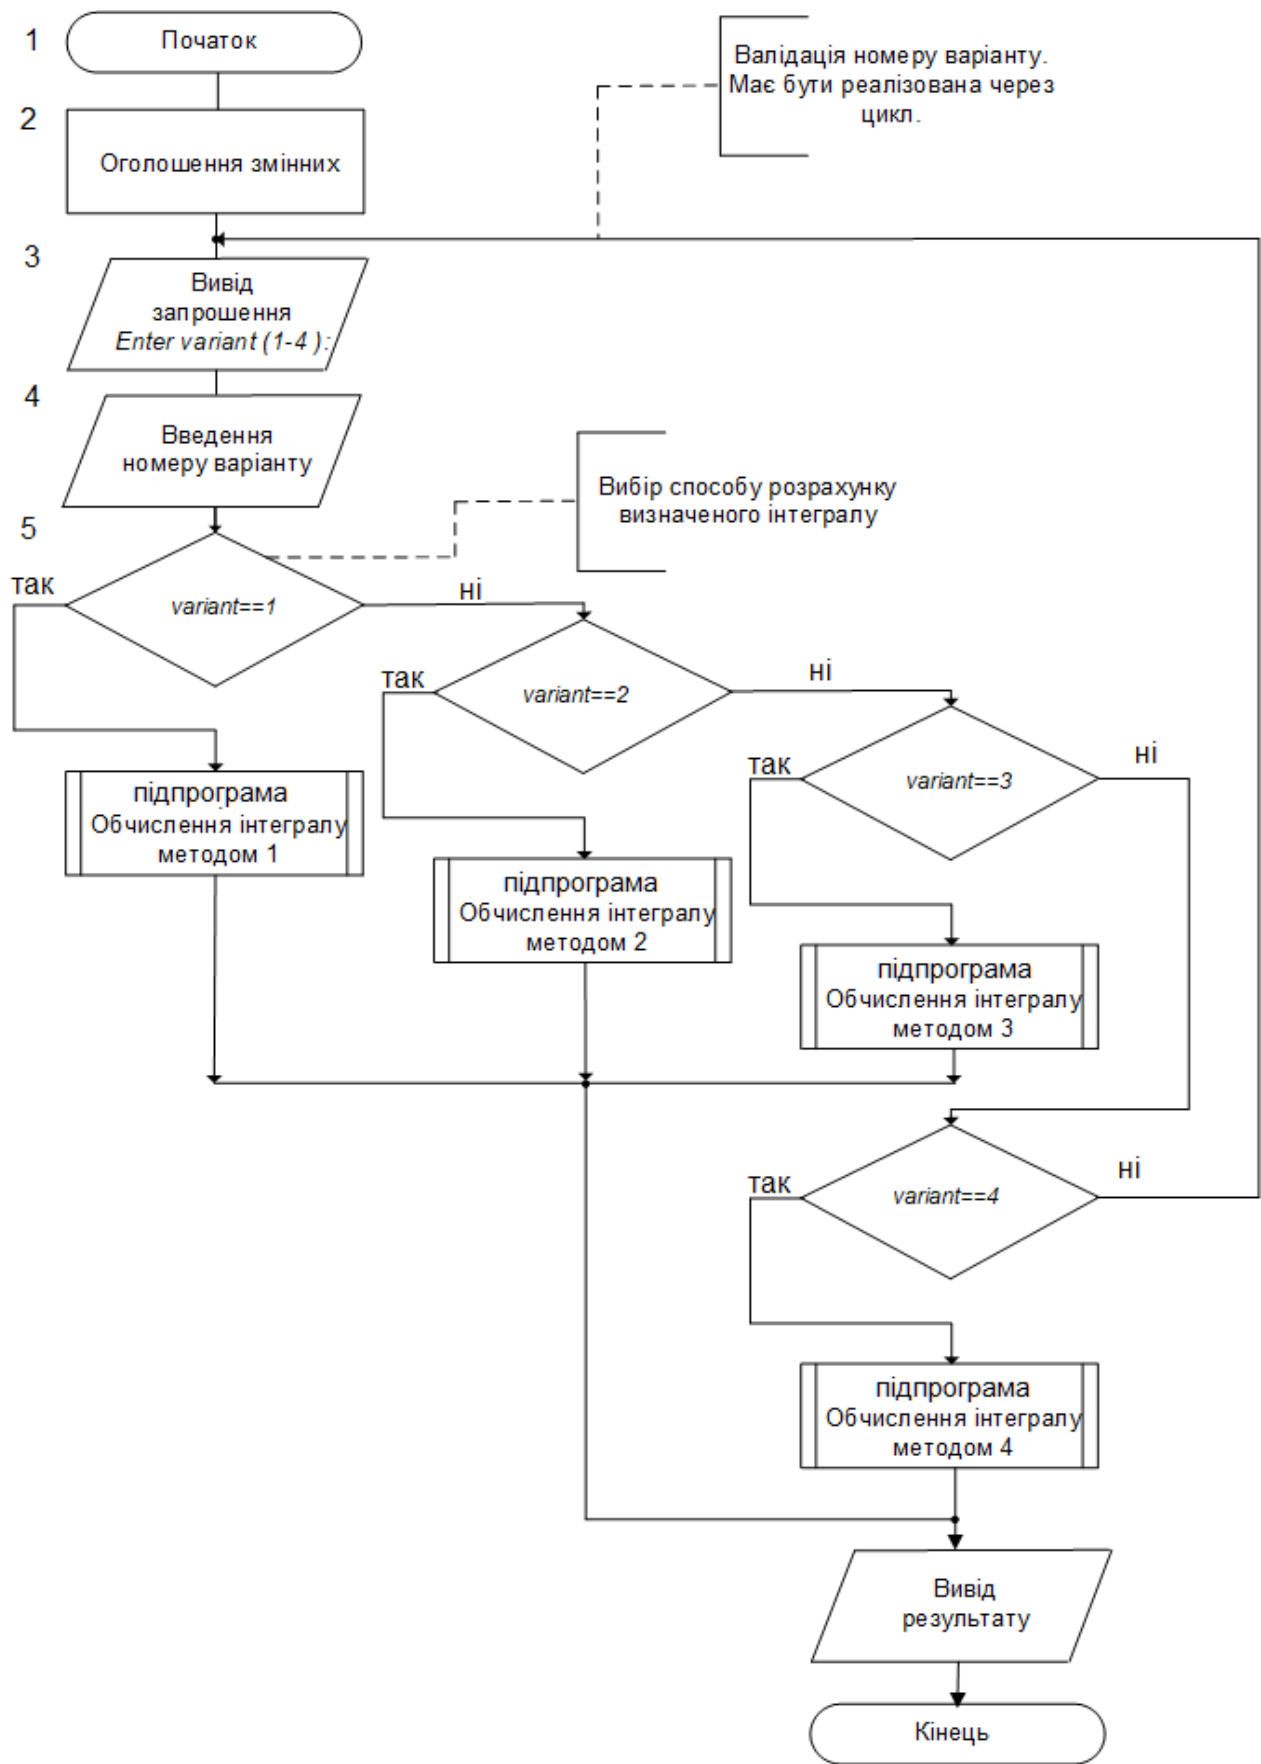 1
Початок
Валідація номеру варіанту.
Має бути реалізована через
цикл.
2
Оголошення змінних
3
Вивід
запрошення
Enter variant (1-4 ):
4
Введення
номеру варіанту
Вибір способу розрахунку
визначеного інтегралу
5
так
variant==1
ні
так
variant==2
ні
так
variant==3
ні
підпрограма
Обчислення інтегралу
методом 1
підпрограма
Обчислення інтегралу
методом 2
підпрограма
Обчислення інтегралу
методом 3
так
variant==4
ні
підпрограма
Обчислення інтегралу
методом 4
Вивід
результату
Кінець